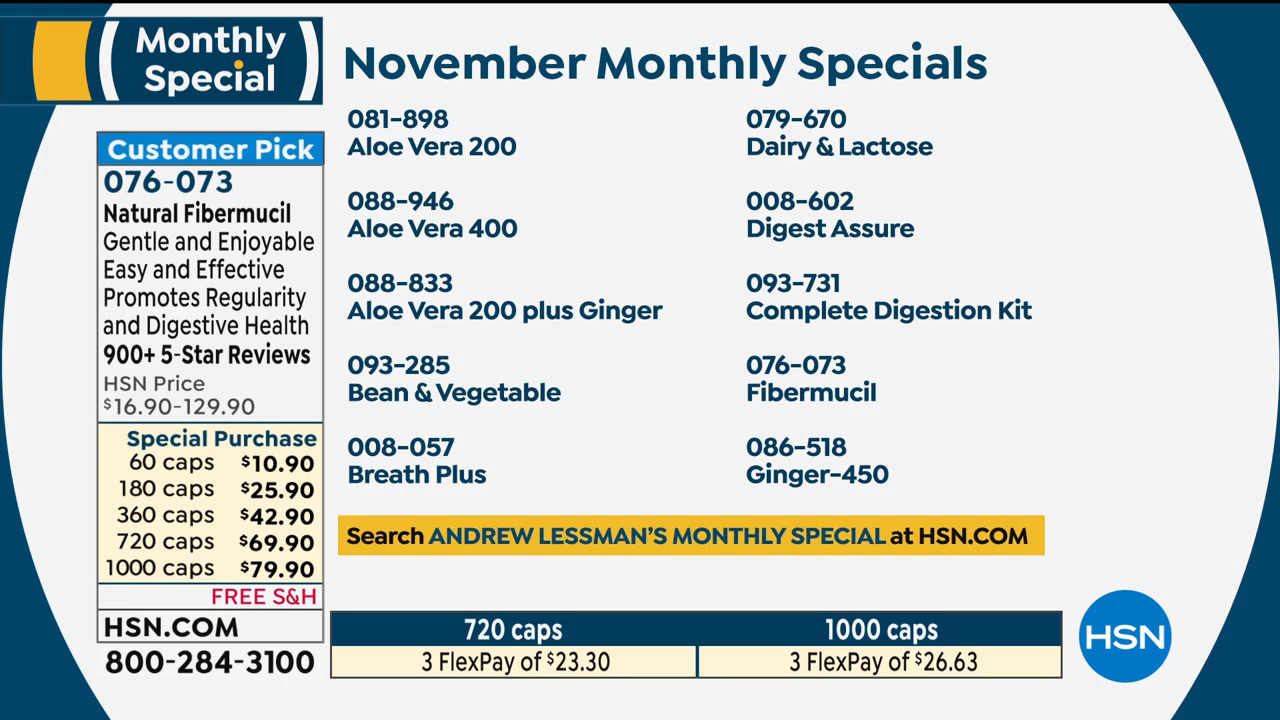 Monthly
Special
Customer Pick
076-073
Natural Fibermucil
Gentle and Enjoyable
Easy and Effective
Promotes Regularity
and Digestive Health
900+ 5-Star Reviews
HSN Price
$16.90-129.90
Special Purchase
60 caps $10.90
180 caps $25.90
360 caps $42.90
720 caps $69.90
1000 caps $79.90
FREE S&H
HSN.COM
800-284-3100
November Monthly Specials
081-898
Aloe Vera 200
088-946
Aloe Vera 400
088-833
Aloe Vera 200 plus Ginger
093-285
Bean & Vegetable
008-057
Breath Plus
079-670
Dairy & Lactose
008-602
Digest Assure
093-731
Complete Digestion Kit
076-073
Fibermucil
086-518
Ginger-450
Search ANDREW LESSMAN'S MONTHLY SPECIAL at HSN.COM
720 caps 1000 caps
3 FlexPay of $23.30 3 FlexPay of $26.63
HSN